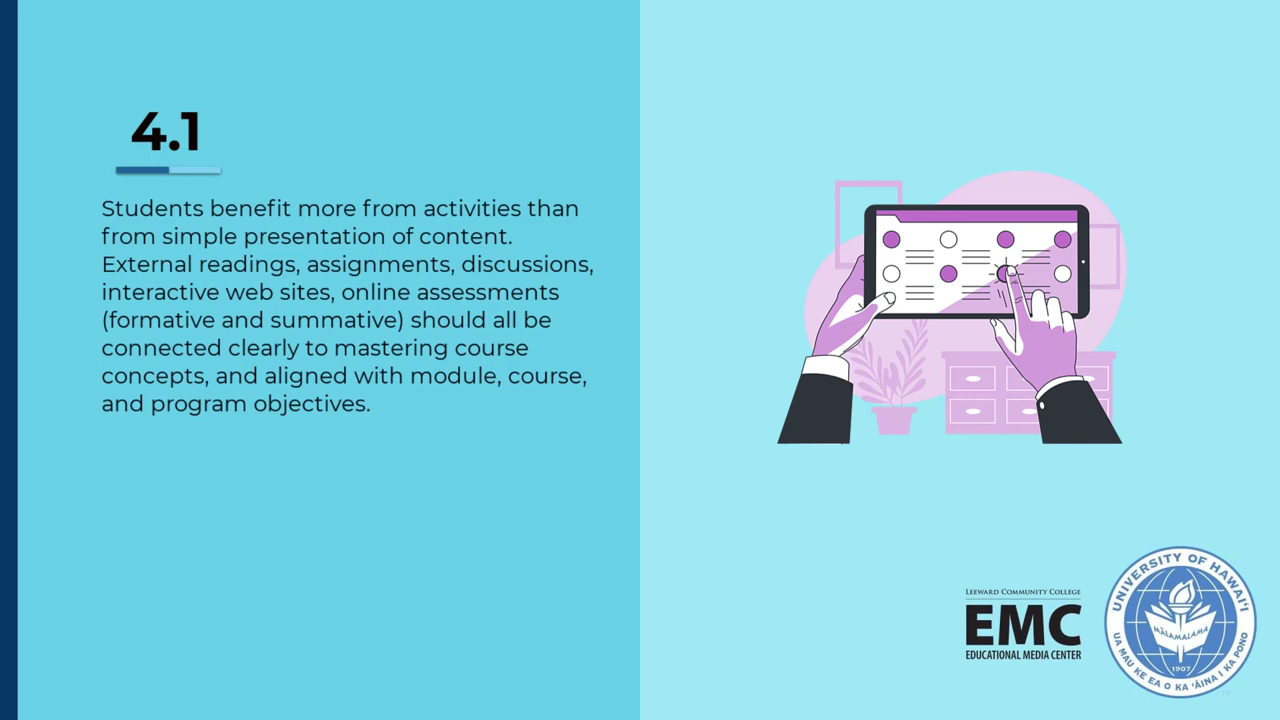 4.1
Students benefit more from activities than
from simple presentation of content.
External readings, assignments, discussions,
interactive web sites, online assessments
(formative and summative) should all be
connected clearly to mastering course
concepts, and aligned with module, course,
and program objectives.
LEEWARD COMMUNITY COLLEGE
EMC
EDUCATIONAL MEDIA CENTER
UNIVERSITY OF HAWAIʻI
MĀLAMALAMA
1907
UA MAU KE EA O KA ʻĀINA I KA PONO